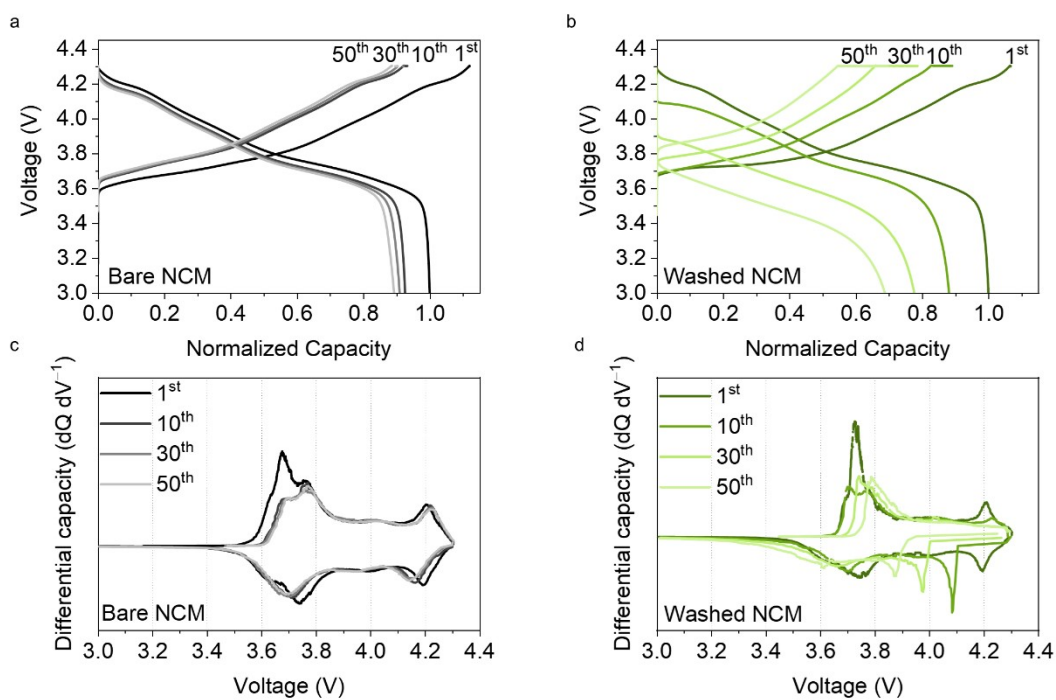 a
50th 30th 10th 1st
4.4
4.2
4.0
3.8
3.6
3.4
3.2
3.0
Voltage (V)
Bare NCM
0.0 0.2 0.4 0.6 0.8 1.0
Normalized Capacity
b
50th 30th 10th 1st
4.4
4.2
4.0
3.8
3.6
3.4
3.2
3.0
Voltage (V)
Washed NCM
0.0 0.2 0.4 0.6 0.8 1.0
Normalized Capacity
c
Differential capacity (dQ dV−1)
1st
10th
30th
50th
Bare NCM
3.0 3.2 3.4 3.6 3.8 4.0 4.2 4.4
Voltage (V)
d
Differential capacity (dQ dV−1)
1st
10th
30th
50th
Washed NCM
3.0 3.2 3.4 3.6 3.8 4.0 4.2 4.4
Voltage (V)